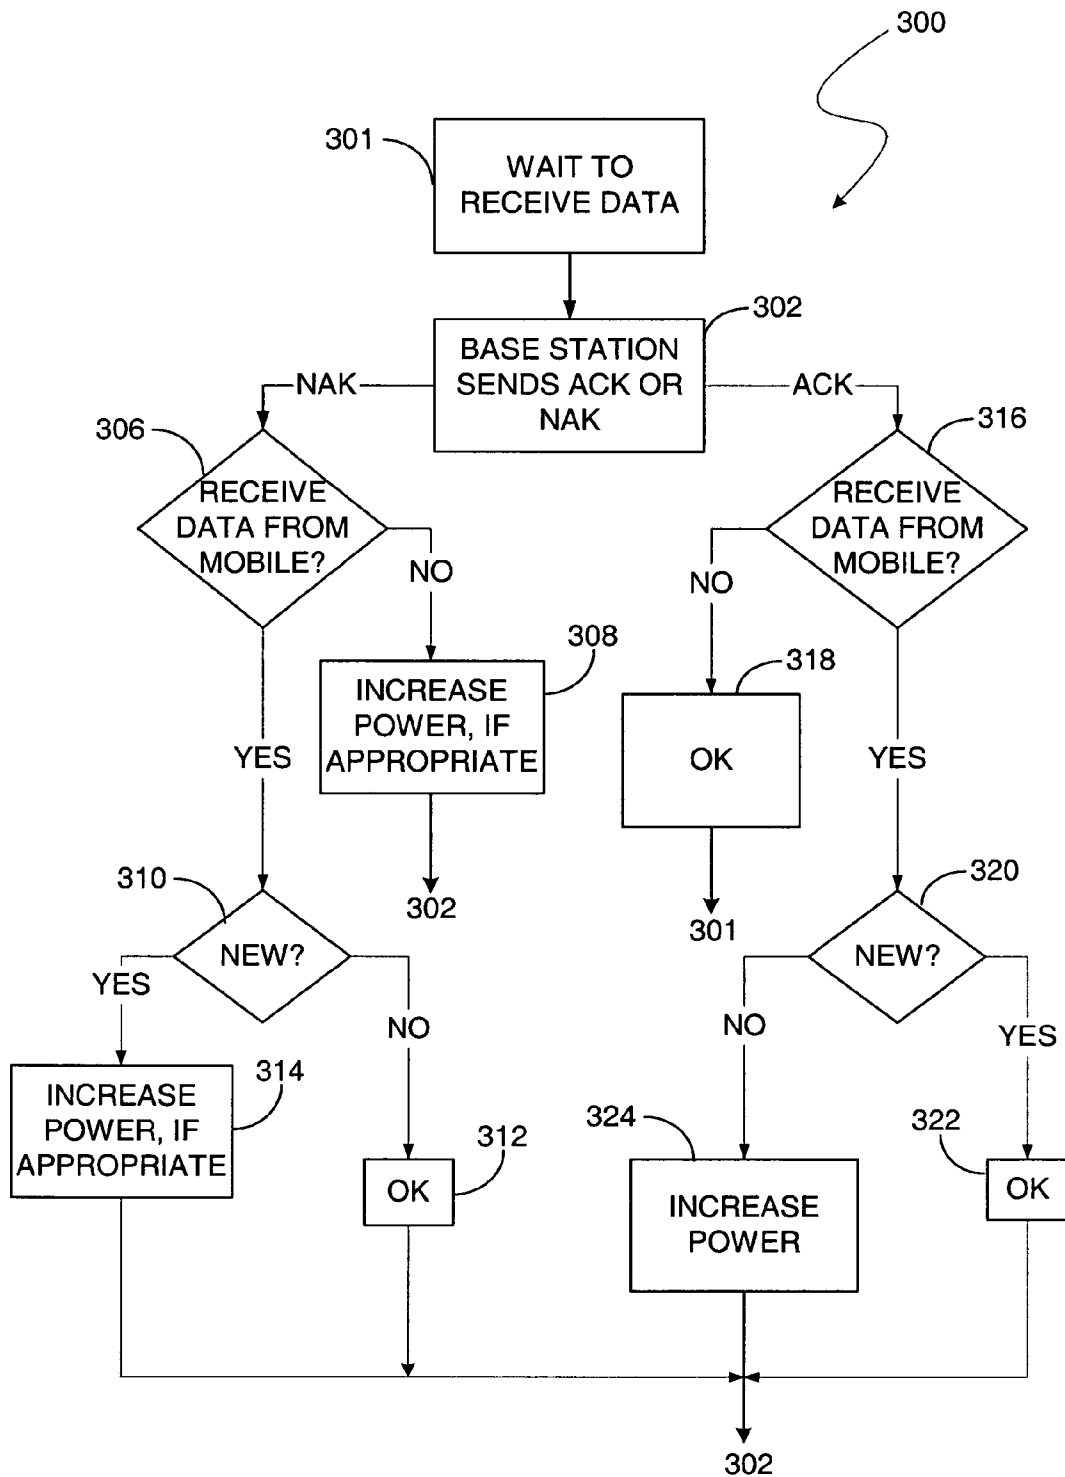 300
301
WAIT TO
RECEIVE DATA
302
BASE STATION
SENDS ACK OR
NAK
NAK
ACK
306
RECEIVE
DATA FROM
MOBILE?
316
RECEIVE
DATA FROM
MOBILE?
NO
NO
308
INCREASE
POWER, IF
APPROPRIATE
318
OK
YES
YES
302
301
310
NEW?
320
NEW?
YES
NO
NO
YES
314
INCREASE
POWER, IF
APPROPRIATE
312
OK
324
INCREASE
POWER
322
OK
302